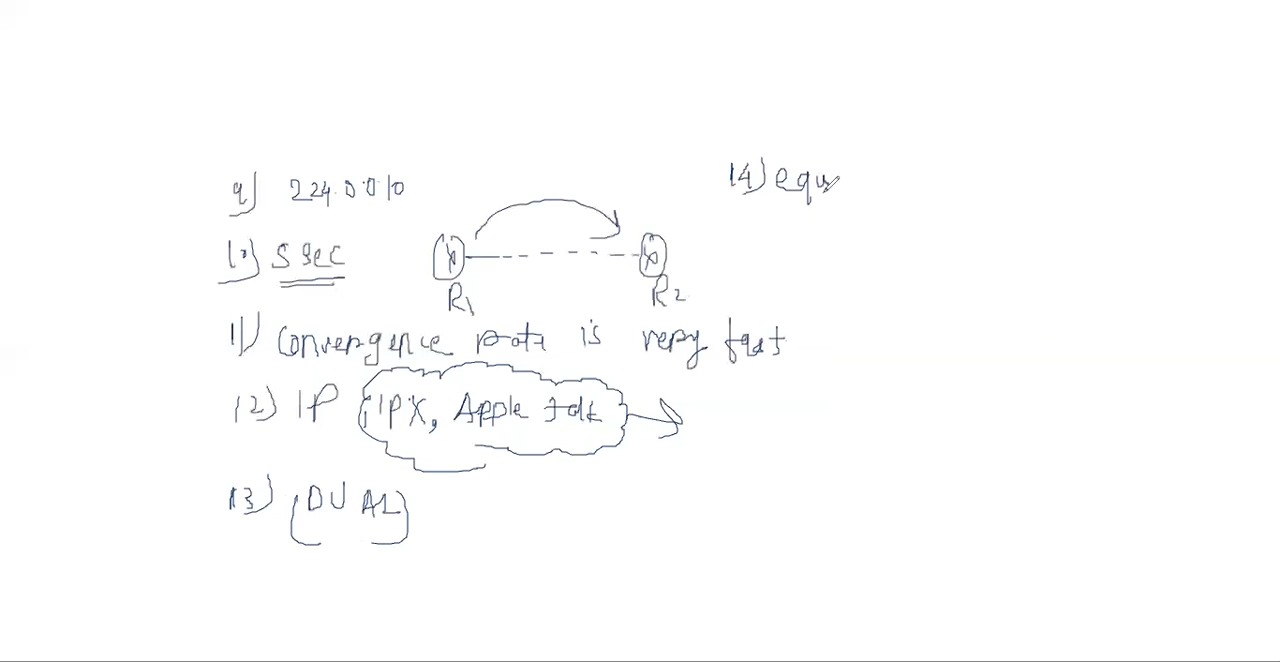 9) 224.0.0.10
10) 5 sec
R1
R2
11) Convergence rate is very fast
12) IP IPX, Apple talk
13) DUAL
14) equ